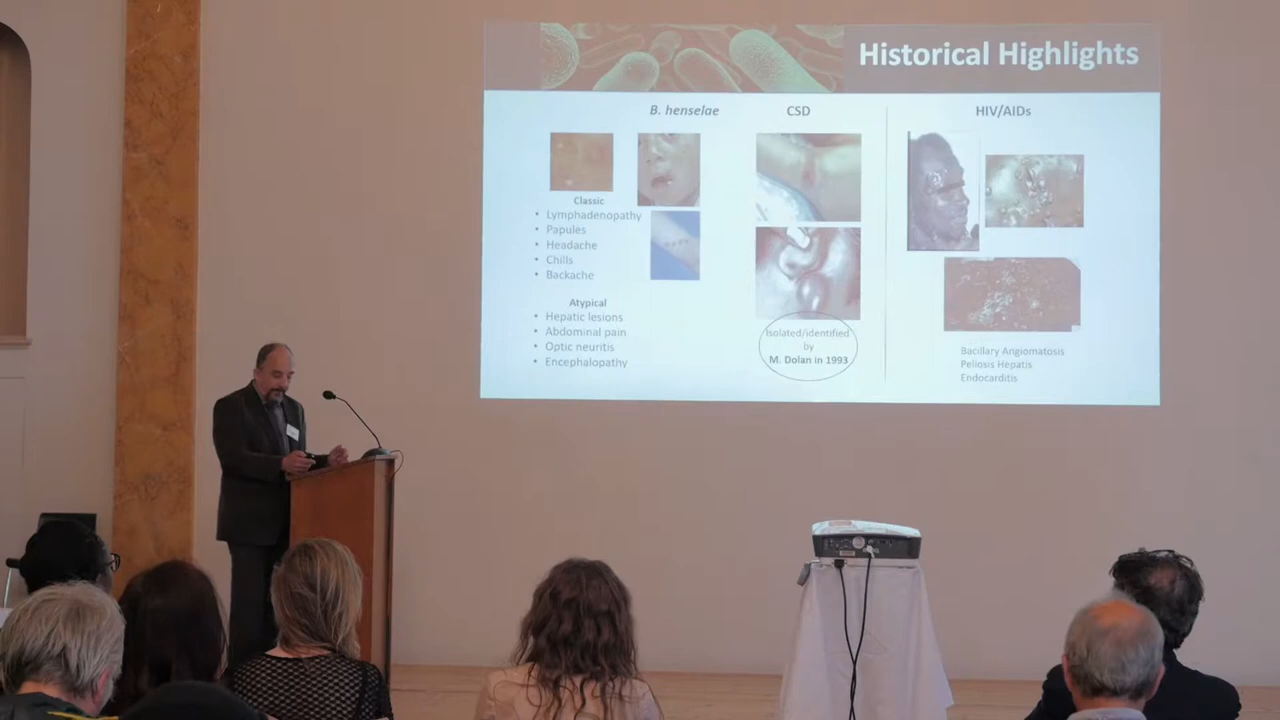 Historical Highlights
B. henselae
CSD
HIV/AIDs
Classic
• Lymphadenopathy
• Papules
• Headache
• Chills
• Backache
Atypical
• Hepatic lesions
• Abdominal pain
• Optic neuritis
• Encephalopathy
Isolated/identified
by
M. Dolan in 1993
Bacillary Angiomatosis
Peliosis Hepatis
Endocarditis